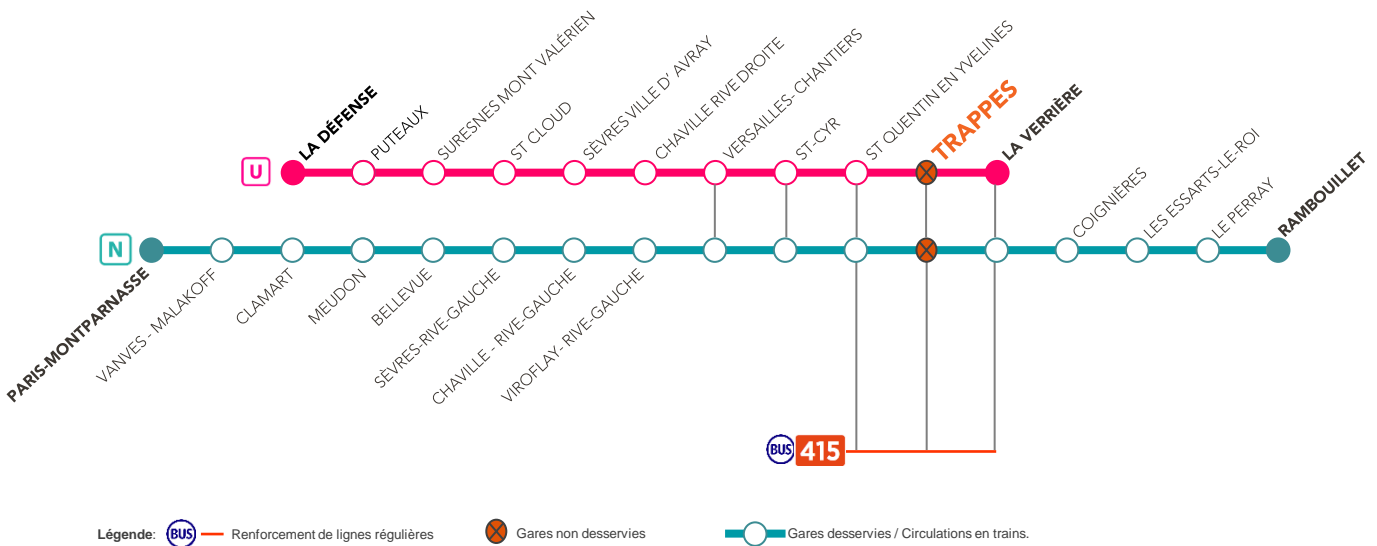 U
LA DÉFENSE
PUTEAUX
SURESNES MONT VALÉRIEN
ST CLOUD
SÈVRES VILLE D' AVRAY
CHAVILLE RIVE DROITE
VERSAILLES- CHANTIERS
ST-CYR
ST QUENTIN EN YVELINES
TRAPPES
LA VERRIÈRE
COIGNIÈRES
LES ESSARTS-LE-ROI
LE PERRAY
RAMBOUILLET
N
PARIS-MONTPARNASSE
VANVES - MALAKOFF
CLAMART
MEUDON
BELLEVUE
SÈVRES-RIVE-GAUCHE
CHAVILLE - RIVE-GAUCHE
VIROFLAY- RIVE-GAUCHE
BUS 415
Légende: BUS Renforcement de lignes régulières Gares non desservies Gares desservies / Circulations en trains.